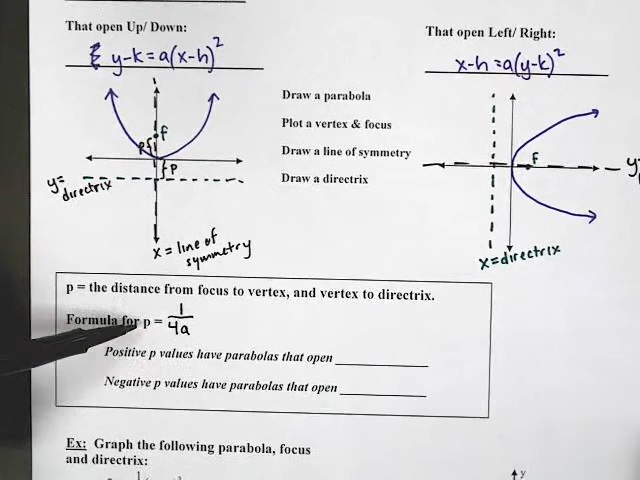 That open Up/ Down:
y-k=a(x-h)²
That open Left/ Right:
x-h=a(y-k)²
Draw a parabola
Plot a vertex & focus
Draw a line of symmetry
Draw a directrix
f
P
P
y=
directrix
x = line of
symmetry
F
y
x=directrix
p = the distance from focus to vertex, and vertex to directrix.
Formula for p = 1/4a
Positive p values have parabolas that open
Negative p values have parabolas that open
Ex: Graph the following parabola, focus
and directrix:
y